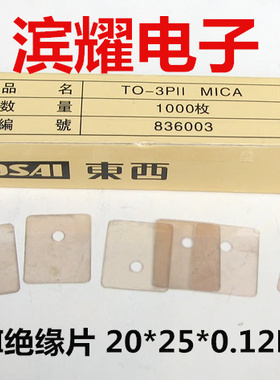 滨耀电子
品 名 TO-3PII MICA
数 量 1000枚
編 號 836003
OSAI 東西
绝缘片 20*25*0.12